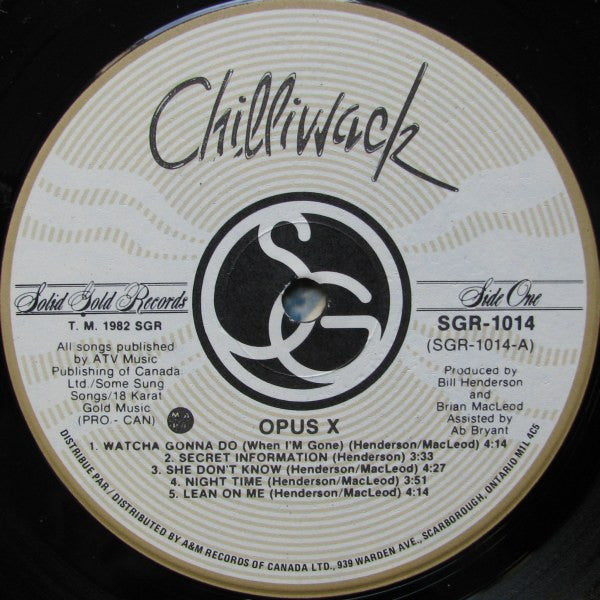 Chilliwack
Solid Gold Records
T. M. 1982 SGR
All songs published
by ATV Music
Publishing of Canada
Ltd./Some Sung
Songs/18 Karat
Gold Music
(PRO.- CAN)
SG
Side One
SGR-1014
(SGR-1014-A)
Produced by
Bill Henderson
and
Brian MacLeod
Assisted by
Ab Bryant
OPUS X
1. WATCHA GONNA DO (When I'M Gone) (Henderson/MacLeod) 4:14
2. SECRET INFORMATION (Henderson) 3:33
3. SHE DON'T KNOW (Henderson/MacLeod) 4:27
4. NIGHT TIME (Henderson/MacLeod) 3:51
5. LEAN ON ME (Henderson/MacLeod) 4:14
DISTRIBUE PAR / DISTRIBUTED BY A&M RECORDS OF CANADA LTD., 939 WARDEN AVE., SCARBOROUGH, ONTARIO M1L 4C5